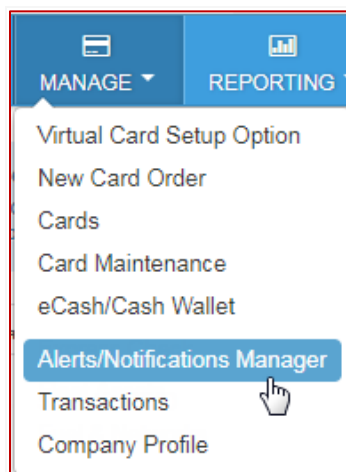 MANAGE REPORTING
Virtual Card Setup Option
New Card Order
Cards
Card Maintenance
eCash/Cash Wallet
Alerts/Notifications Manager
Transactions
Company Profile